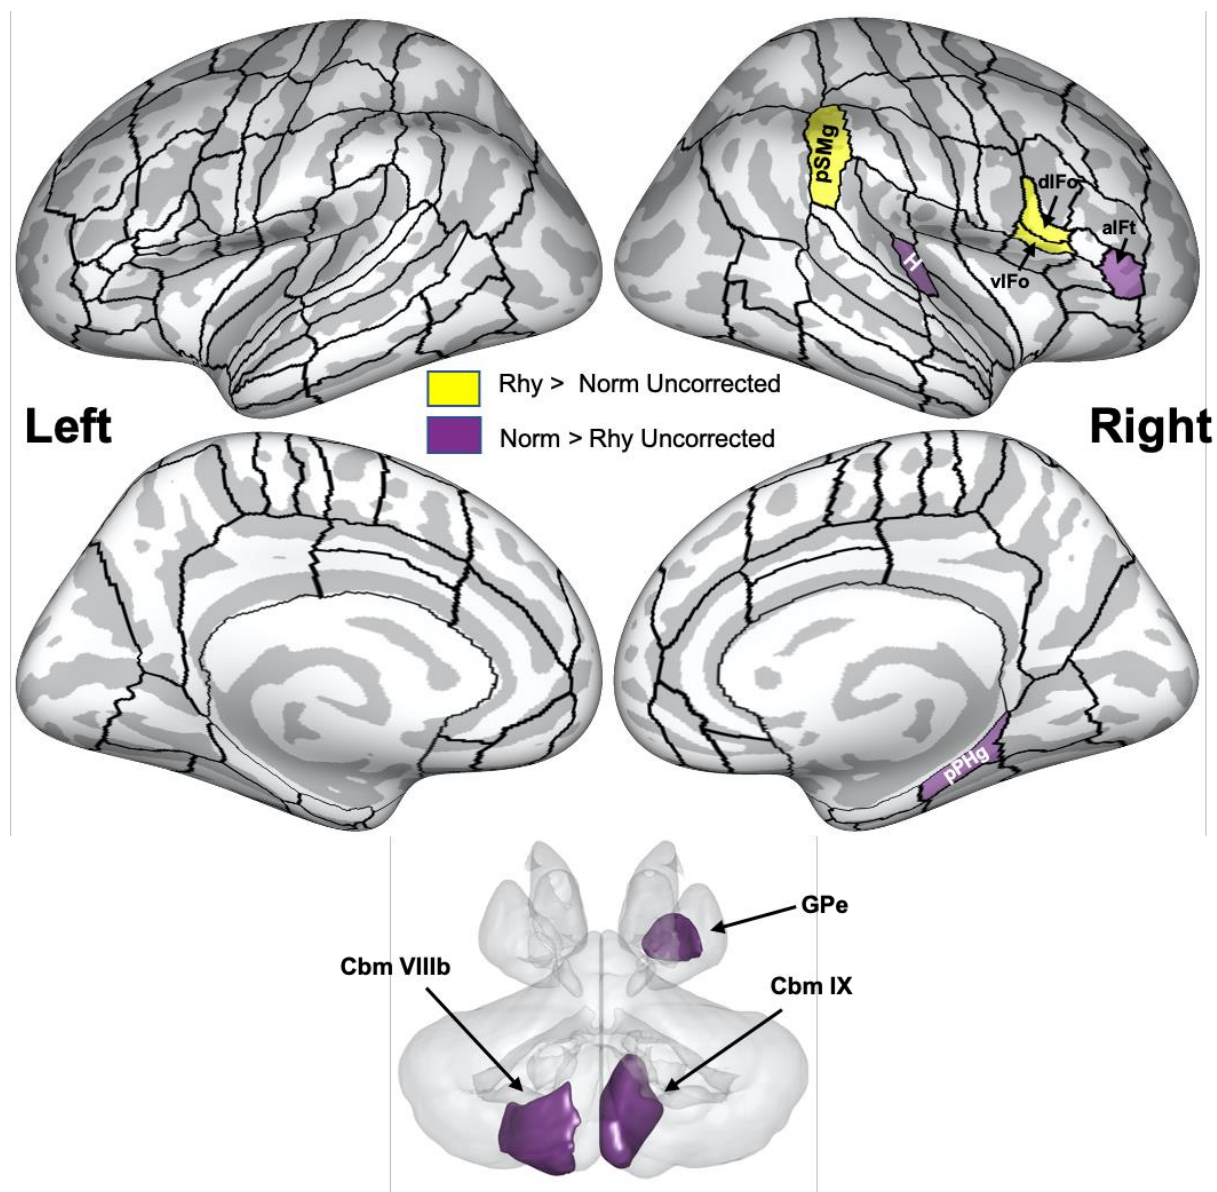 pSMg
dIFo
aIFt
H
vIFo
Rhy > Norm Uncorrected
Left
Right
Norm > Rhy Uncorrected
pPHg
GPe
Cbm VIIIb
Cbm IX